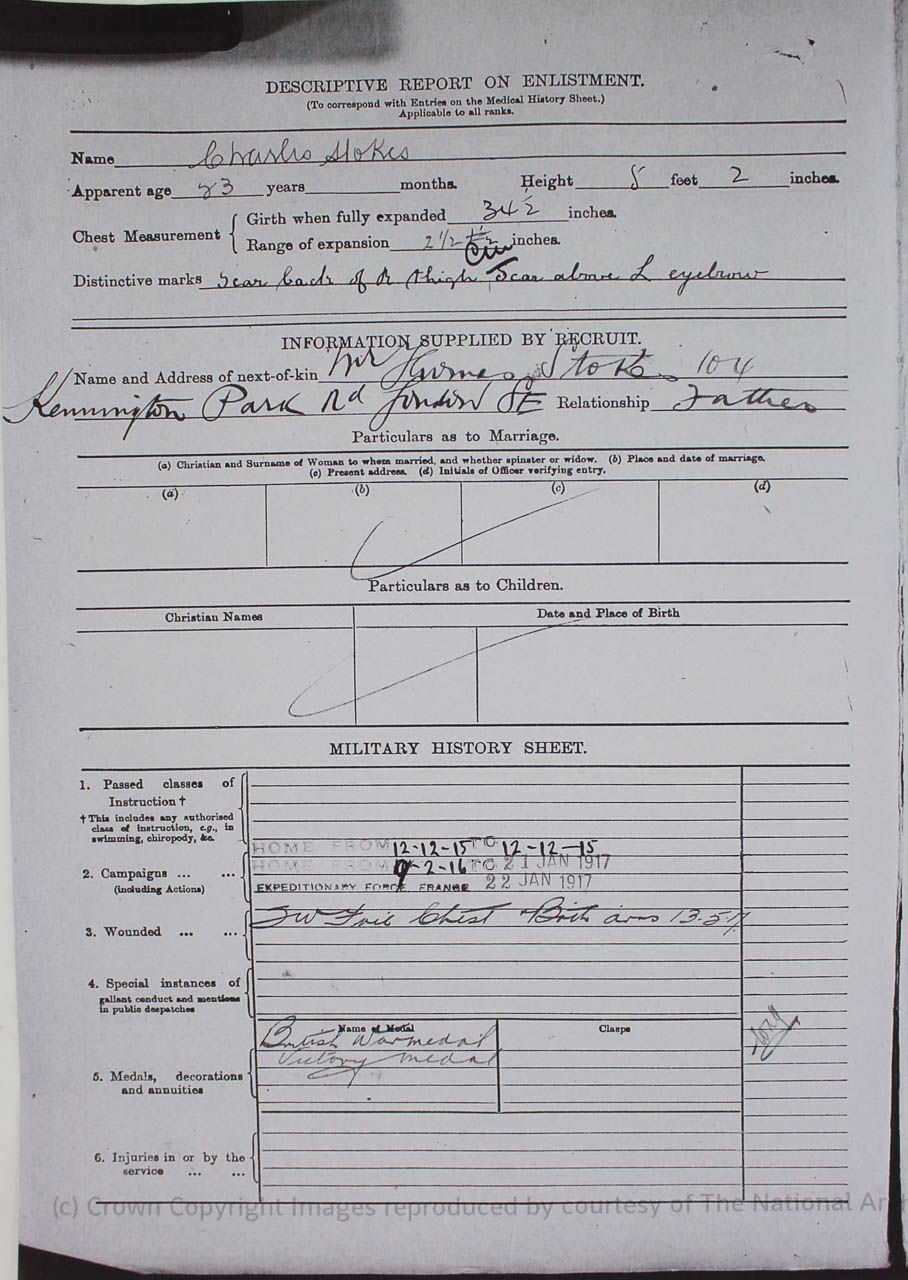 DESCRIPTIVE REPORT ON ENLISTMENT.
(To correspond with Entries on the Medical History Sheet.)
Applicable to all ranks.
Name Charles Stokes
Apparent age 23 years months. Height 5 feet 2 inches.
Chest Measurement
Girth when fully expanded 34½ inches.
Range of expansion 2 1/2 inches.
Distinctive marks Scar back of R thigh Scar above L eyebrow
INFORMATION SUPPLIED BY RECRUIT.
Name and Address of next-of-kin Mr Stokes 104
Kennington Park Rd London SE Relationship Father
Particulars as to Marriage.
(a) Christian and Surname of Woman to whom married, and whether spinster or widow. (b) Place and date of marriage.
(c) Present address. (d) Initials of Officer verifying entry.
(a) (b) (c) (d)
Particulars as to Children.
Christian Names Date and Place of Birth
MILITARY HISTORY SHEET.
1. Passed classes of
Instruction †
† This includes any authorised
class of instruction, e.g., in
swimming, chiropody, &c.
HOME FROM 12-12-15 TO 12-12-15
HOME FROM 9-2-16 TO 21 JAN 1917
2. Campaigns ... ...
(including Actions)
EXPEDITIONARY FORCE, FRANCE 22 JAN 1917
3. Wounded ... ...
SW Chest Both arms 13.5.17
4. Special instances of
gallant conduct and mentions
in public despatches
Name of Medal Clasps
British War medal
Victory medal
5. Medals, decorations
and annuities
6. Injuries in or by the
service ... ...
(c) Crown Copyright Images reproduced by courtesy of The National Ar